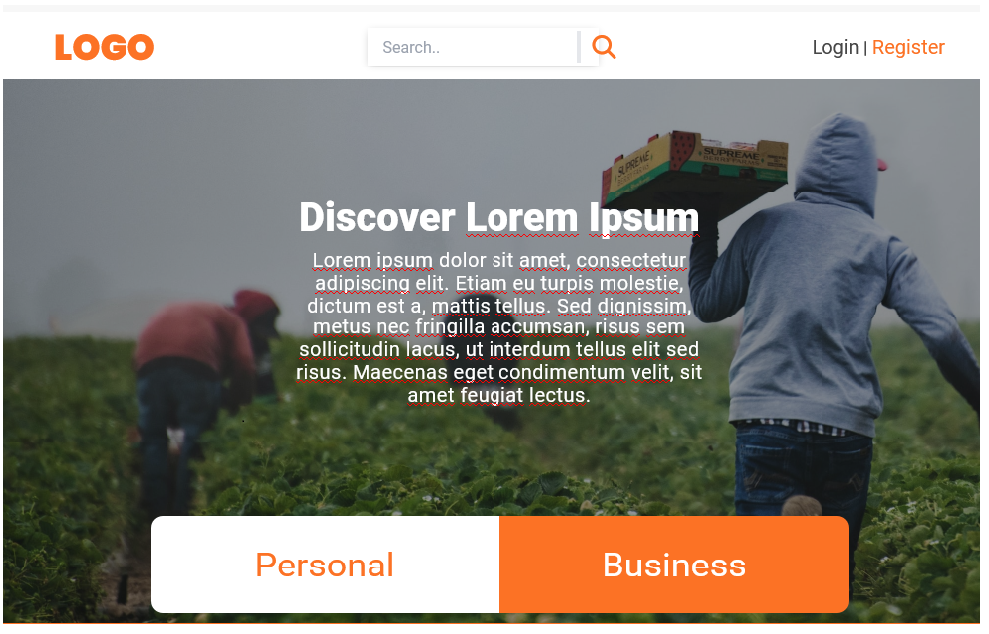 LOGO
Search..
Login | Register
SUPREME
SUPREME
Discover Lorem Ipsum
Lorem ipsum dolor sit amet, consectetur
adipiscing elit. Etiam eu turpis molestie,
dictum est a, mattis tellus. Sed dignissim,
metus nec fringilla accumsan, risus sem
sollicitudin lacus, ut interdum tellus elit sed
risus. Maecenas eget condimentum velit, sit
amet feugiat lectus.
Personal
Business